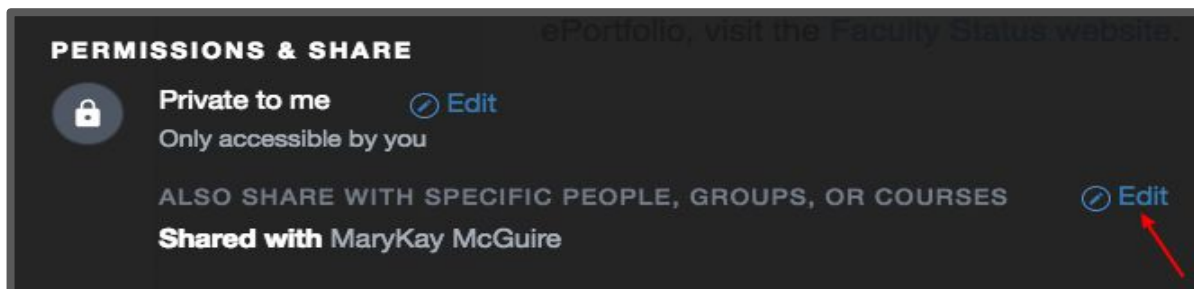 ePortfolio, visit the Faculty Status website.
PERMISSIONS & SHARE
Private to me Edit
Only accessible by you
ALSO SHARE WITH SPECIFIC PEOPLE, GROUPS, OR COURSES Edit
Shared with MaryKay McGuire